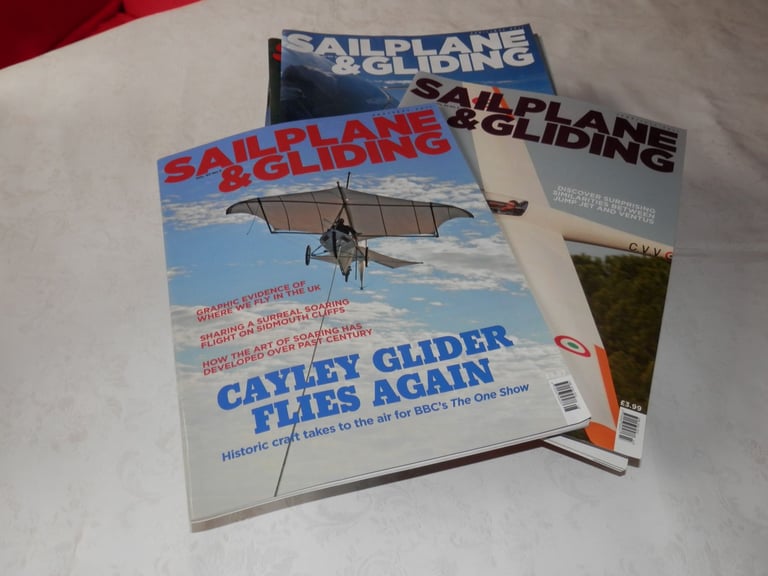 SAILPLANE
& GLIDING
SAILPLANE
& GLIDING
DISCOVER SURPRISING
SIMILARITIES BETWEEN
JUMP JET AND VENTUS
CVVG
£3.99
SAILPLANE
& GLIDING
GRAPHIC EVIDENCE OF
WHERE WE FLY IN THE UK
SHARING A SURREAL SOARING
FLIGHT ON SIDMOUTH CLIFFS
HOW THE ART OF SOARING HAS
DEVELOPED OVER PAST CENTURY
CAYLEY GLIDER
FLIES AGAIN
Historic craft takes to the air for BBC's The One Show